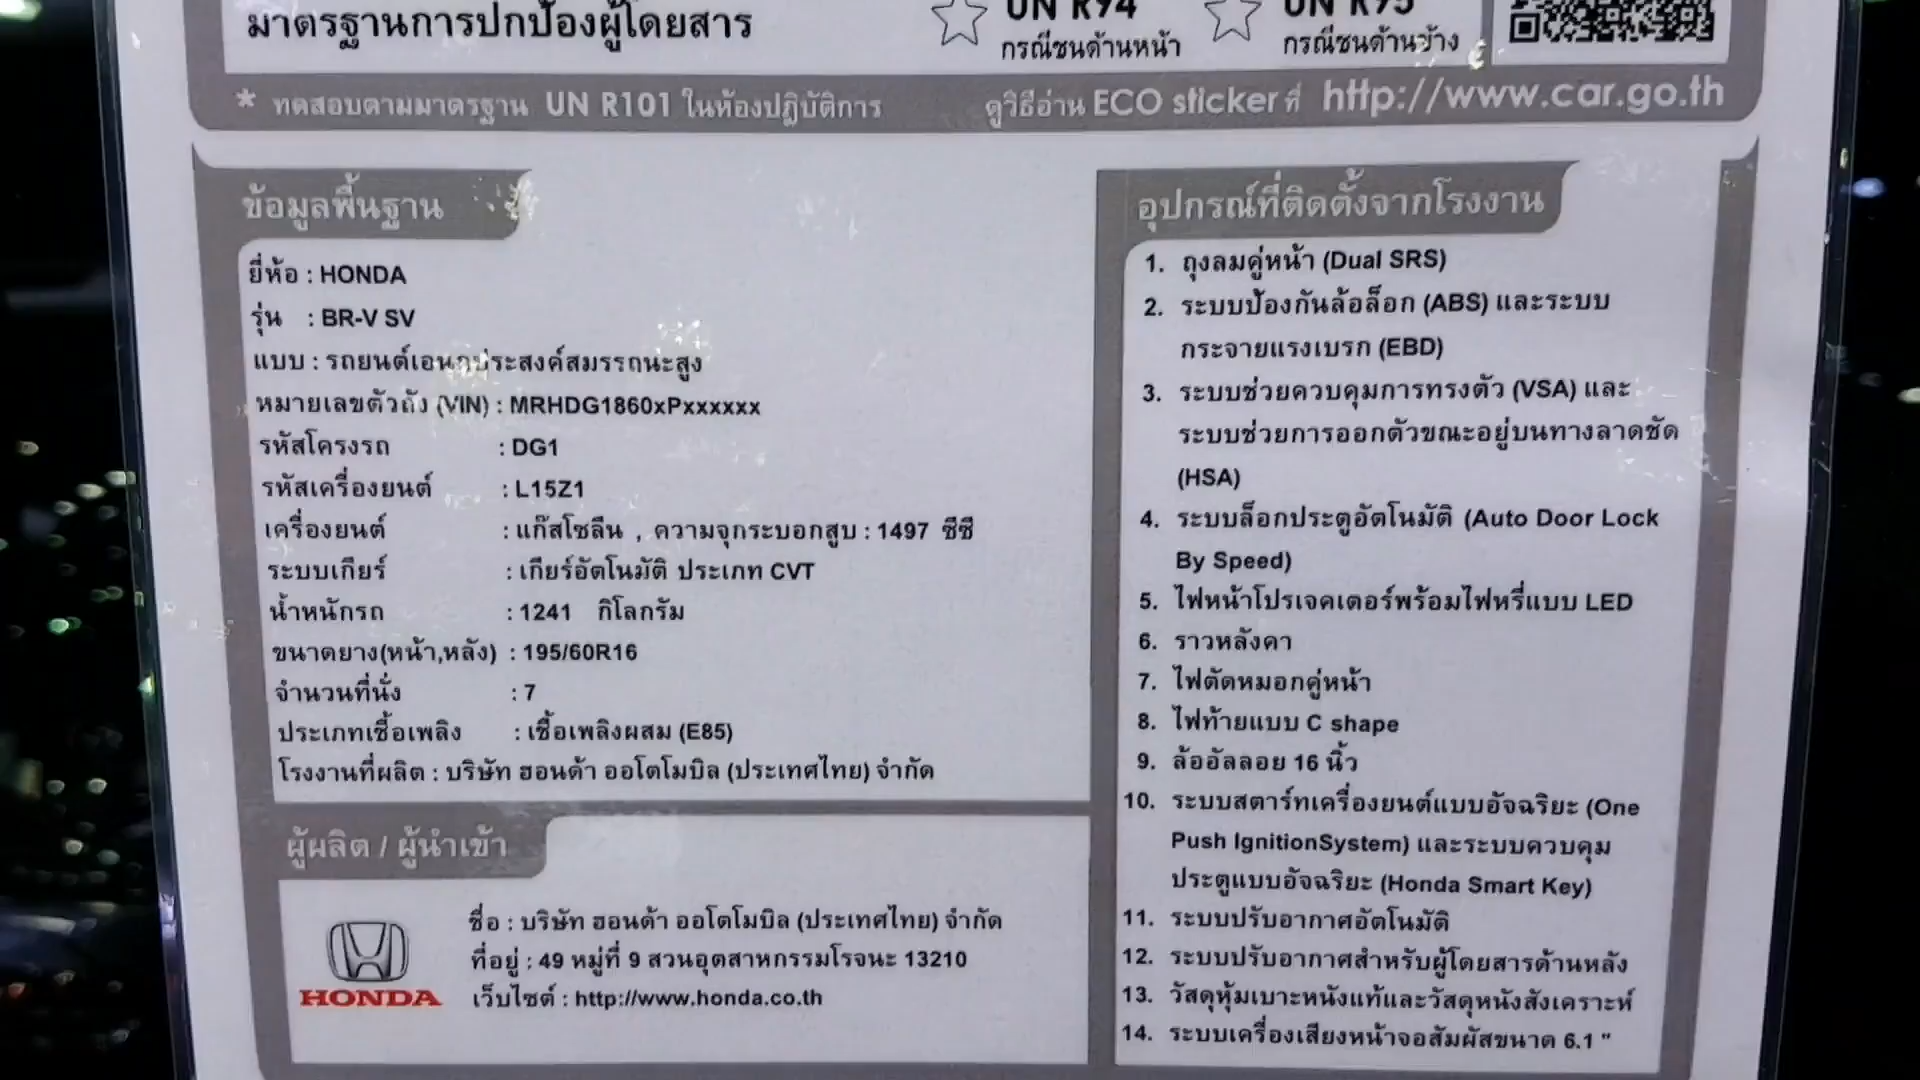 มาตรฐานการปกป้องผู้โดยสาร
UN R94
กรณีชนด้านหน้า
UN R95
กรณีชนด้านข้าง
* ทดสอบตามมาตรฐาน UN R101 ในห้องปฏิบัติการ
ดูวิธีอ่าน ECO sticker ที่ http://www.car.go.th
ข้อมูลพื้นฐาน
ยี่ห้อ : HONDA
รุ่น : BR-V SV
แบบ : รถยนต์เอนกประสงค์สมรรถนะสูง
หมายเลขตัวถัง (VIN) : MRHDG1860xPxxxxxx
รหัสโครงรถ : DG1
รหัสเครื่องยนต์ : L15Z1
เครื่องยนต์ : แก๊สโซลีน , ความจุกระบอกสูบ : 1497 ซีซี
ระบบเกียร์ : เกียร์อัตโนมัติ ประเภท CVT
น้ำหนักรถ : 1241 กิโลกรัม
ขนาดยาง(หน้า,หลัง) : 195/60R16
จำนวนที่นั่ง : 7
ประเภทเชื้อเพลิง : เชื้อเพลิงผสม (E85)
โรงงานที่ผลิต : บริษัท ฮอนด้า ออโตโมบิล (ประเทศไทย) จำกัด
ผู้ผลิต / ผู้นำเข้า
HONDA
ชื่อ : บริษัท ฮอนด้า ออโตโมบิล (ประเทศไทย) จำกัด
ที่อยู่ : 49 หมู่ที่ 9 สวนอุตสาหกรรมโรจนะ 13210
เว็บไซต์ : http://www.honda.co.th
อุปกรณ์ที่ติดตั้งจากโรงงาน
1. ถุงลมคู่หน้า (Dual SRS)
2. ระบบป้องกันล้อล็อก (ABS) และระบบ
กระจายแรงเบรก (EBD)
3. ระบบช่วยควบคุมการทรงตัว (VSA) และ
ระบบช่วยการออกตัวขณะอยู่บนทางลาดชัด
(HSA)
4. ระบบล็อกประตูอัตโนมัติ (Auto Door Lock
By Speed)
5. ไฟหน้าโปรเจคเตอร์พร้อมไฟหรี่แบบ LED
6. ราวหลังคา
7. ไฟตัดหมอกคู่หน้า
8. ไฟท้ายแบบ C shape
9. ล้ออัลลอย 16 นิ้ว
10. ระบบสตาร์ทเครื่องยนต์แบบอัจฉริยะ (One
Push IgnitionSystem) และระบบควบคุม
ประตูแบบอัจฉริยะ (Honda Smart Key)
11. ระบบปรับอากาศอัตโนมัติ
12. ระบบปรับอากาศสำหรับผู้โดยสารด้านหลัง
13. วัสดุหุ้มเบาะหนังแท้และวัสดุหนังสังเคราะห์
14. ระบบเครื่องเสียงหน้าจอสัมผัสขนาด 6.1 "